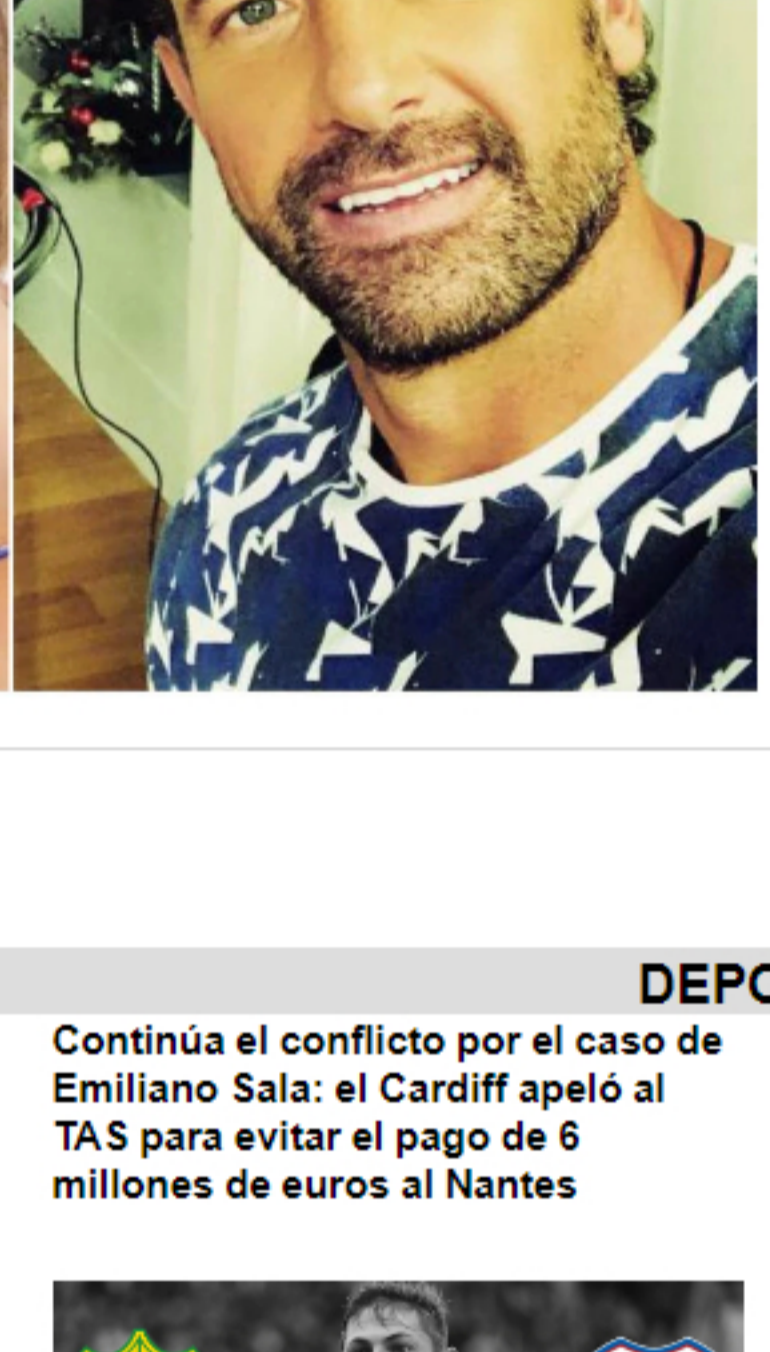 DEPO
Continúa el conflicto por el caso de
Emiliano Sala: el Cardiff apeló al
TAS para evitar el pago de 6
millones de euros al Nantes